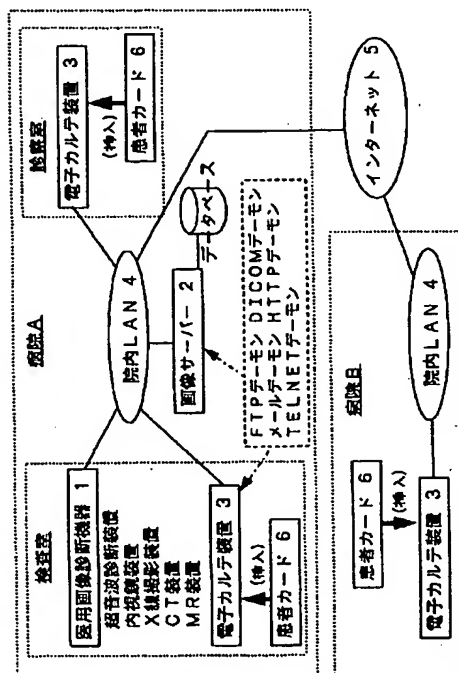 病院A
検査室
医用画像診断機器 1
超音波診断装置
内視鏡装置
X線撮影装置
CT装置
MR装置
電子カルテ装置 3
(挿入)
患者カード 6
院内LAN 4
画像サーバー 2
データベース
FTPデーモン DICOMデーモン
メールデーモン HTTPデーモン
TELNETデーモン
診察室
電子カルテ装置 3
(挿入)
患者カード 6
病院B
患者カード 6
(挿入)
電子カルテ装置 3
院内LAN 4
インターネット 5